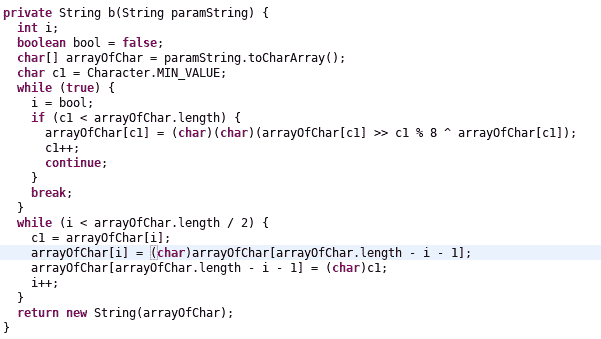 private String b(String paramString) {
  int i;
  boolean bool = false;
  char[] arrayOfChar = paramString.toCharArray();
  char c1 = Character.MIN_VALUE;
  while (true) {
    i = bool;
    if (c1 < arrayOfChar.length) {
      arrayOfChar[c1] = (char)(char)(arrayOfChar[c1] >> c1 % 8 ^ arrayOfChar[c1]);
      c1++;
      continue;
    }
    break;
  }
  while (i < arrayOfChar.length / 2) {
    c1 = arrayOfChar[i];
    arrayOfChar[i] = (char)arrayOfChar[arrayOfChar.length - i - 1];
    arrayOfChar[arrayOfChar.length - i - 1] = (char)c1;
    i++;
  }
  return new String(arrayOfChar);
}